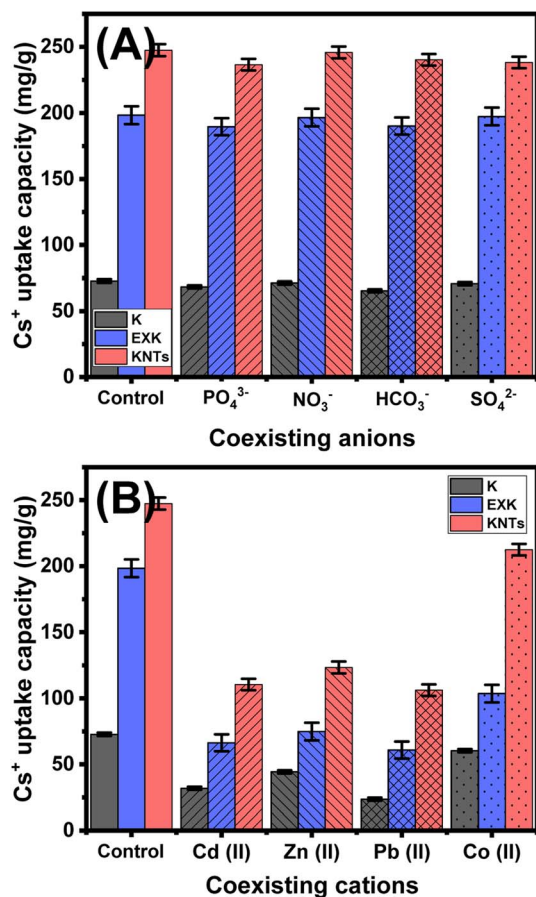 (A)
Cs⁺ uptake capacity (mg/g)
250
200
150
100
50
0
K
EXK
KNTs
Control PO₄³⁻ NO₃⁻ HCO₃⁻ SO₄²⁻
Coexisting anions
(B)
Cs⁺ uptake capacity (mg/g)
250
200
150
100
50
0
K
EXK
KNTs
Control Cd (II) Zn (II) Pb (II) Co (II)
Coexisting cations